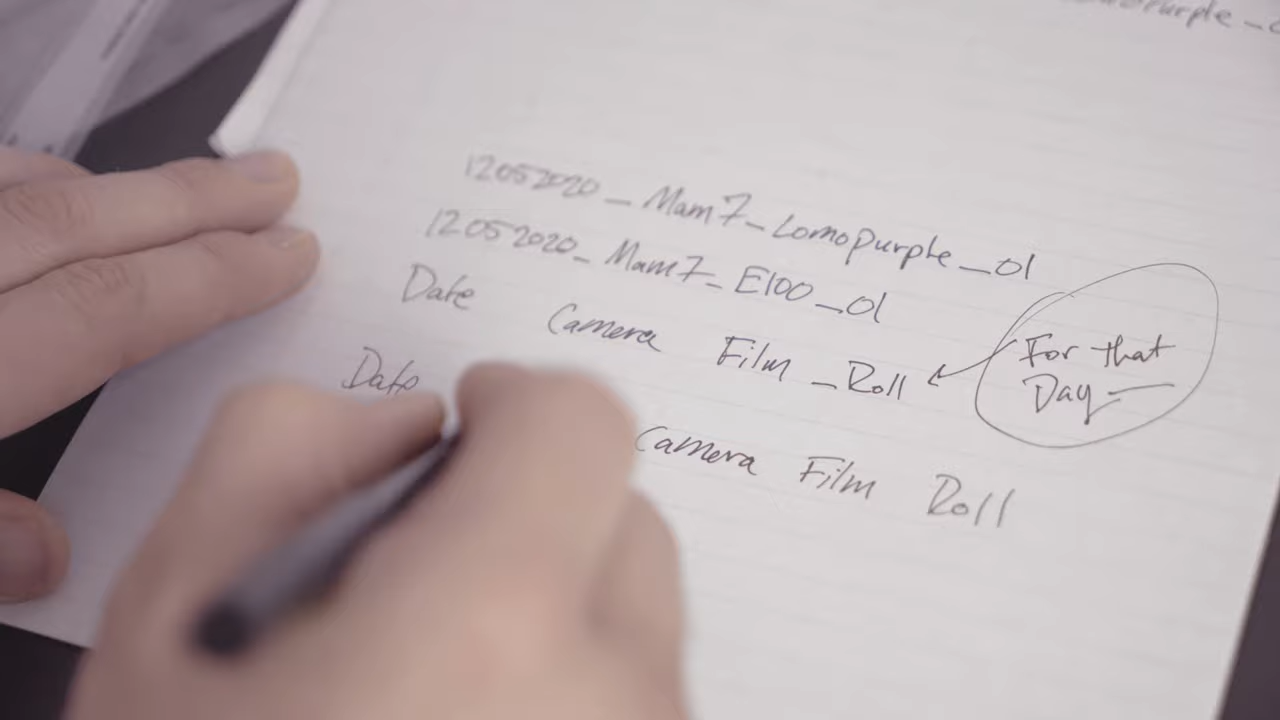 12052020_Mam7_Lomopurple_01
12052020_Mam7_E100_01
Date Camera Film_Roll
For that
Day
Date Camera Film Roll